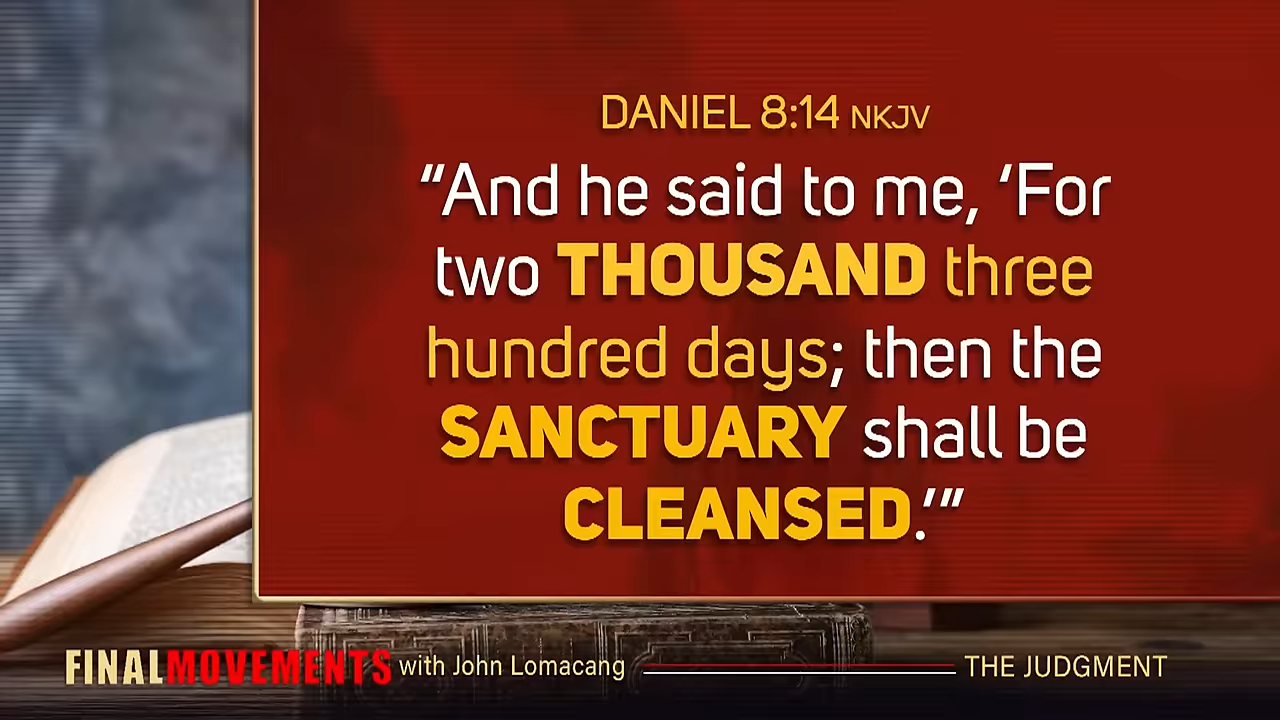 DANIEL 8:14 NKJV
“And he said to me, ‘For
two THOUSAND three
hundred days; then the
SANCTUARY shall be
CLEANSED.’”
FINALMOVEMENTS with John Lomacang THE JUDGMENT